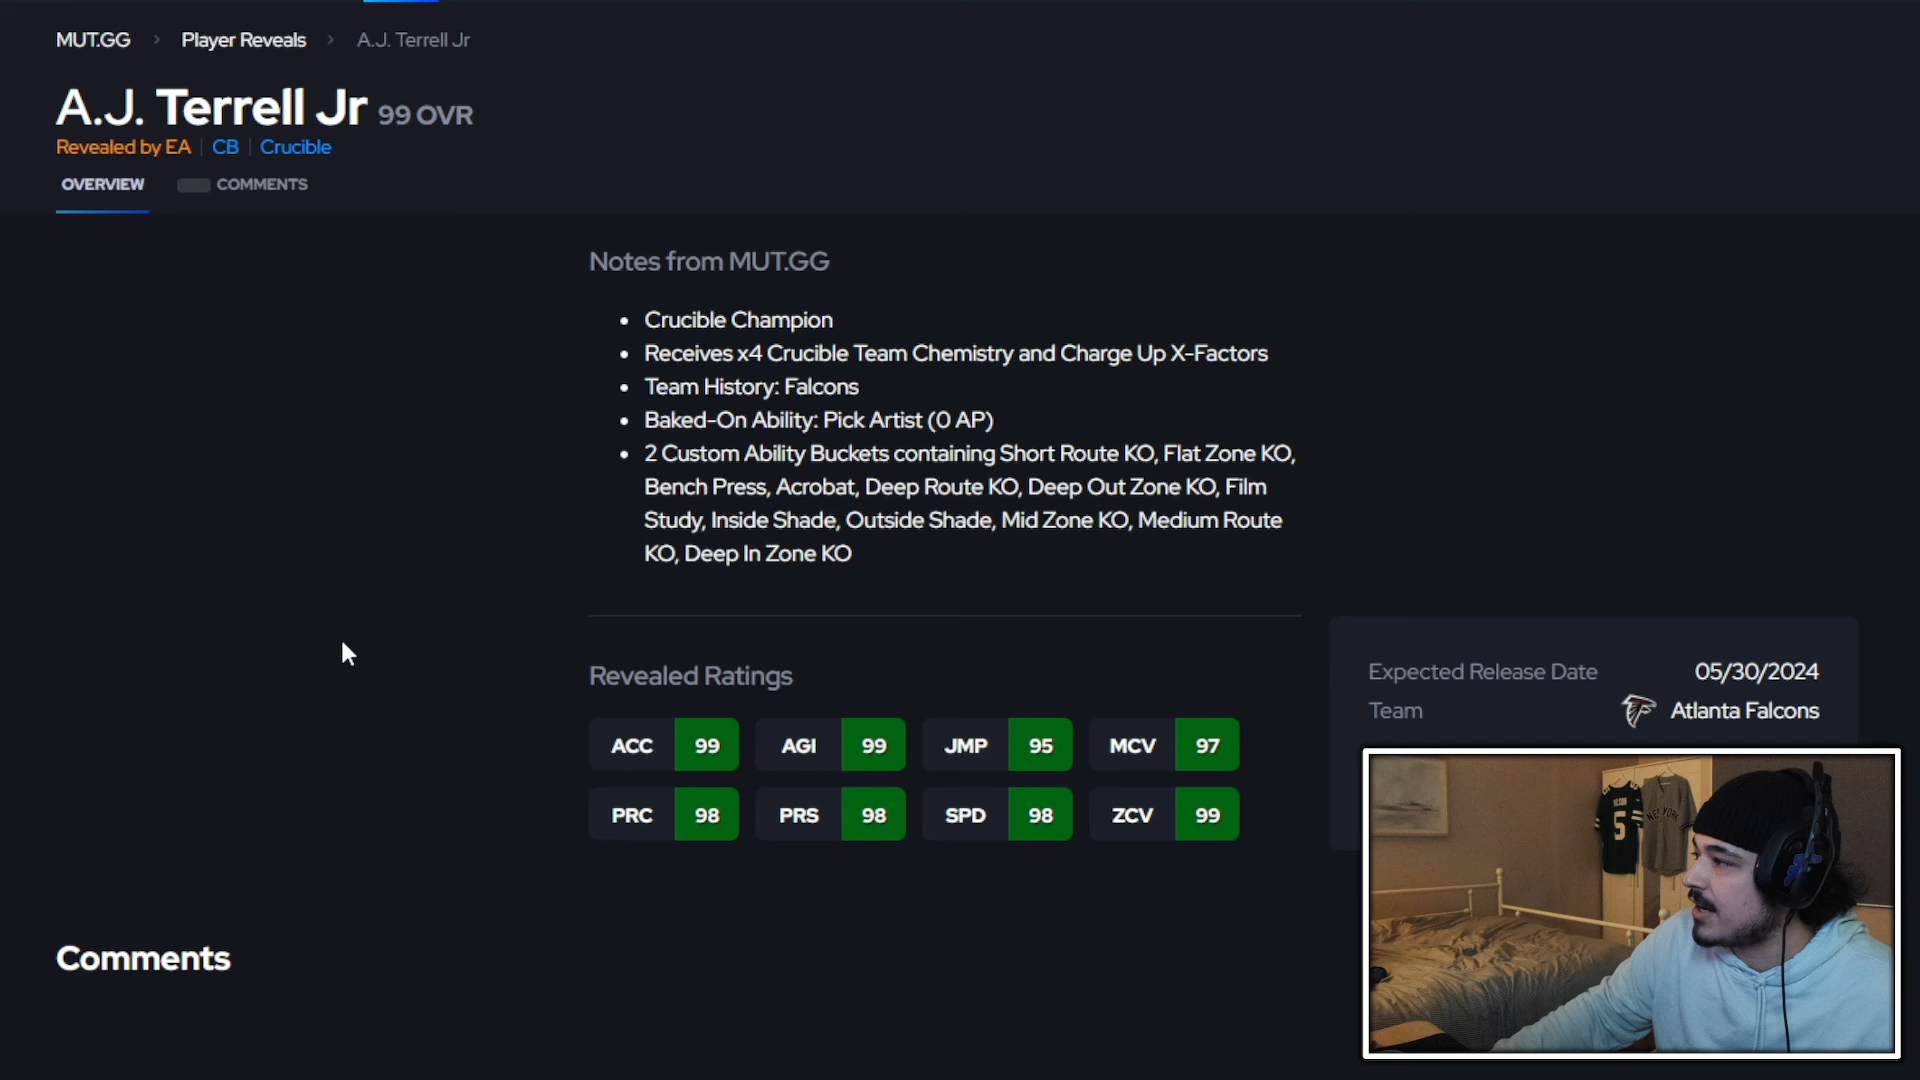 MUT.GG > Player Reveals > A.J. Terrell Jr
A.J. Terrell Jr 99 OVR
Revealed by EA | CB | Crucible
OVERVIEW COMMENTS
Notes from MUT.GG
• Crucible Champion
• Receives x4 Crucible Team Chemistry and Charge Up X-Factors
• Team History: Falcons
• Baked-On Ability: Pick Artist (0 AP)
• 2 Custom Ability Buckets containing Short Route KO, Flat Zone KO,
Bench Press, Acrobat, Deep Route KO, Deep Out Zone KO, Film
Study, Inside Shade, Outside Shade, Mid Zone KO, Medium Route
KO, Deep In Zone KO
Revealed Ratings
ACC 99 AGI 99 JMP 95 MCV 97
PRC 98 PRS 98 SPD 98 ZCV 99
Expected Release Date 05/30/2024
Team Atlanta Falcons
5
NEW YORK
Comments